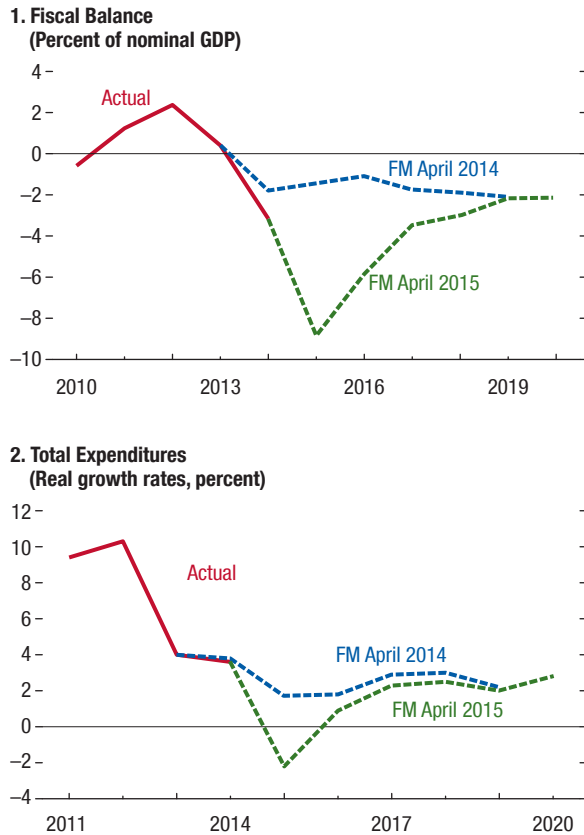 1. Fiscal Balance
(Percent of nominal GDP)
4
2
0
–2
–4
–6
–8
–10
Actual
FM April 2014
FM April 2015
2010
2013
2016
2019
2. Total Expenditures
(Real growth rates, percent)
12
10
8
6
4
2
0
–2
–4
Actual
FM April 2014
FM April 2015
2011
2014
2017
2020